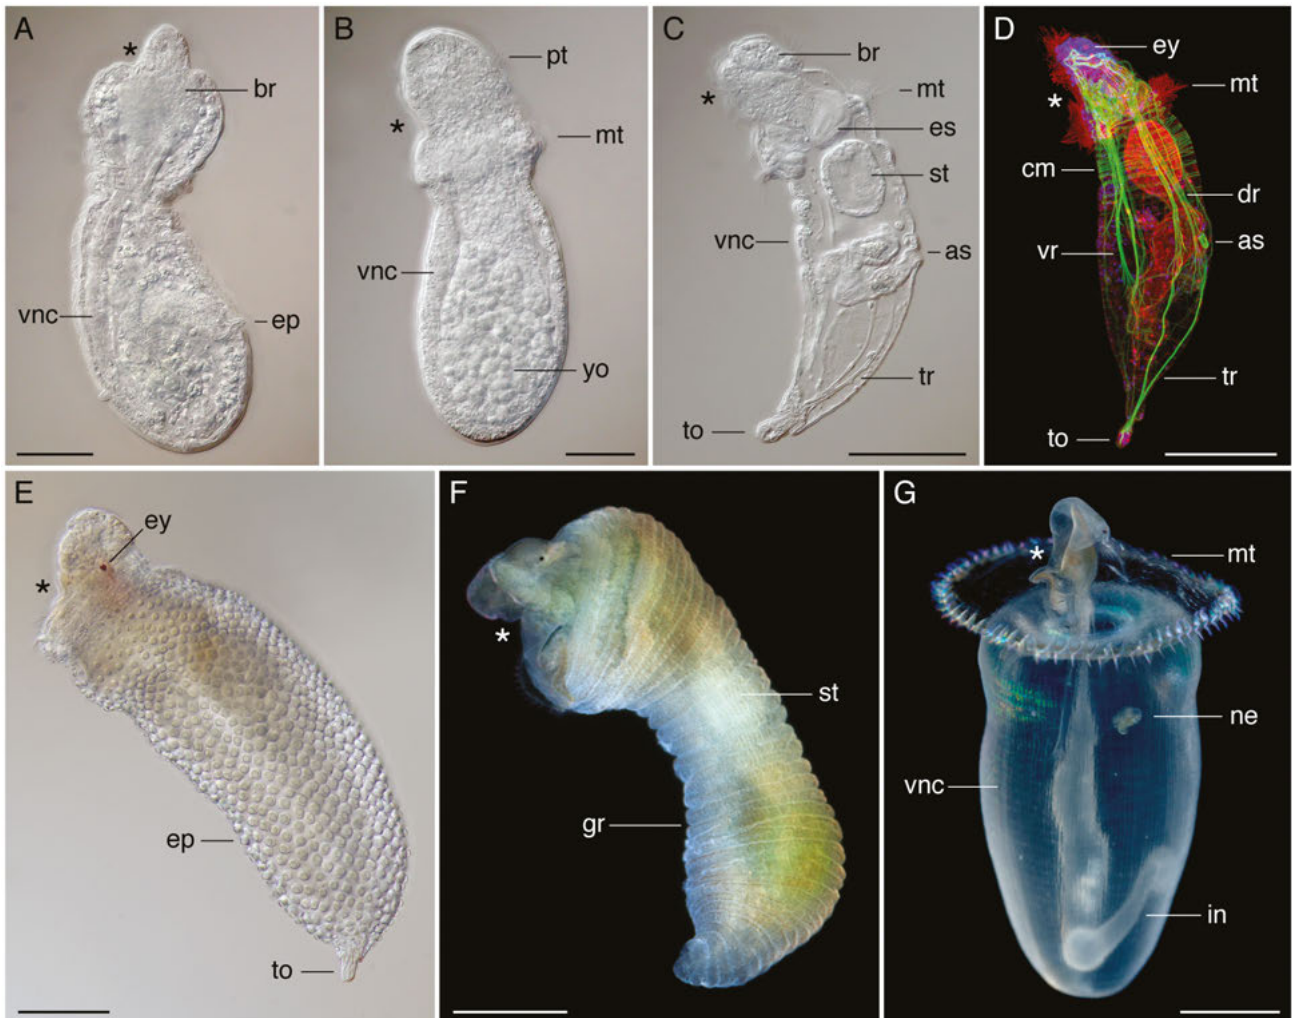 A
*
br
vnc
ep
B
pt
*
mt
vnc
yo
C
br
*
mt
es
st
vnc
as
tr
to
D
ey
*
mt
cm
dr
vr
as
tr
to
E
ey
*
ep
to
F
*
st
gr
G
*
mt
ne
vnc
in